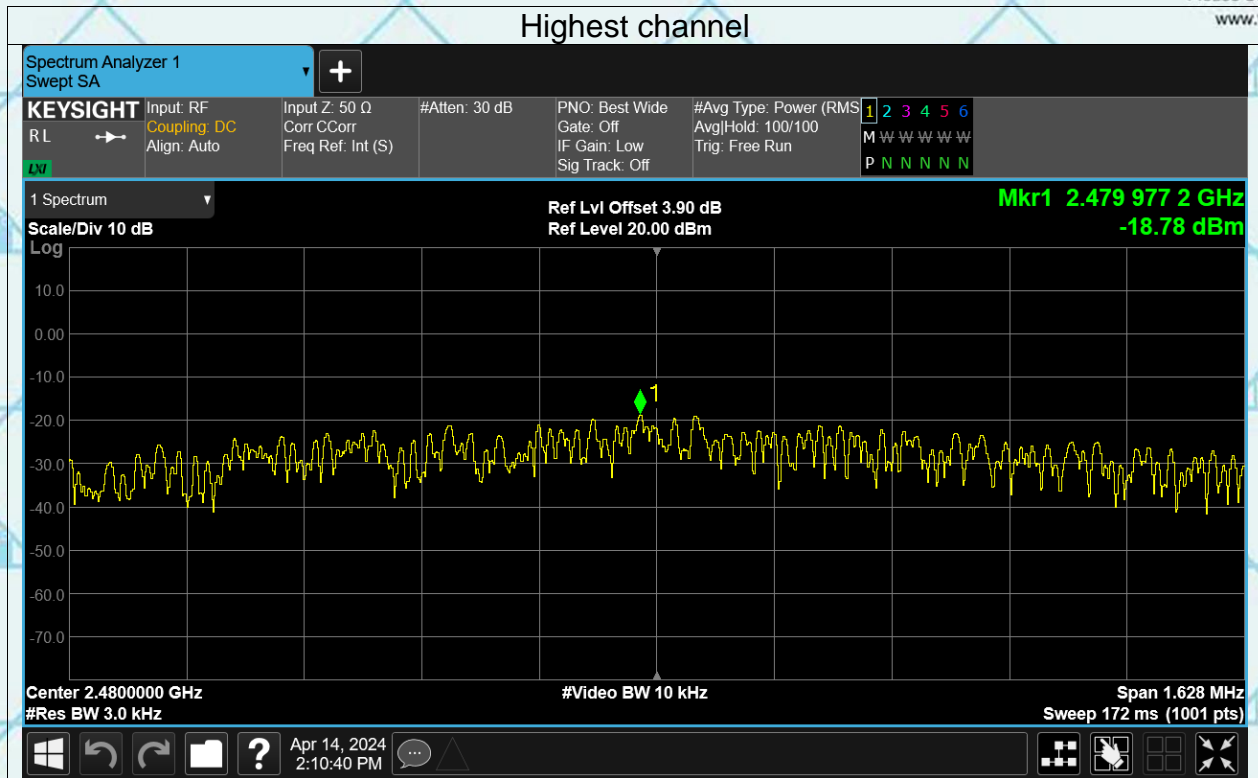 www.
Highest channel
Spectrum Analyzer 1
Swept SA
KEYSIGHT
RL
LXI
Input: RF
Coupling: DC
Align: Auto
Input Z: 50 Ω
Corr CCorr
Freq Ref: Int (S)
#Atten: 30 dB
PNO: Best Wide
Gate: Off
IF Gain: Low
Sig Track: Off
#Avg Type: Power (RMS
Avg|Hold: 100/100
Trig: Free Run
1 2 3 4 5 6
M W W W W W
P N N N N N
1 Spectrum
Scale/Div 10 dB
Log
Ref Lvl Offset 3.90 dB
Ref Level 20.00 dBm
Mkr1 2.479 977 2 GHz
-18.78 dBm
10.0
0.00
-10.0
1
-20.0
-30.0
-40.0
-50.0
-60.0
-70.0
Center 2.4800000 GHz
#Video BW 10 kHz
Span 1.628 MHz
#Res BW 3.0 kHz
Sweep 172 ms (1001 pts)
?
Apr 14, 2024
2:10:40 PM